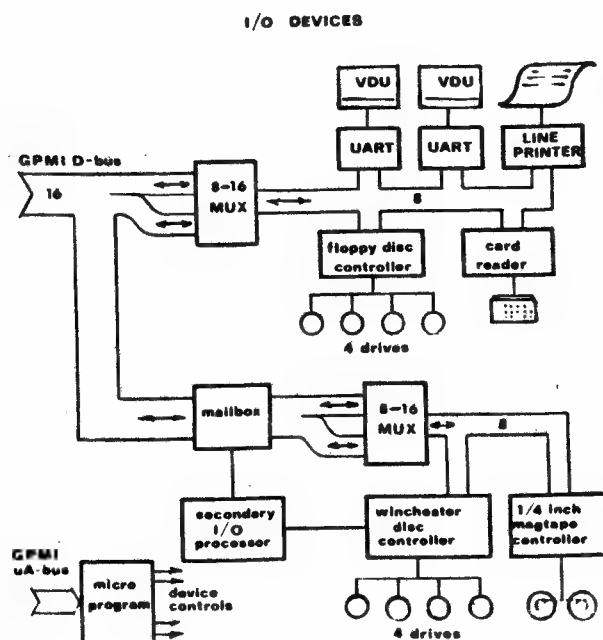 I/O DEVICES
VDU
VDU
UART
UART
LINE
PRINTER
GPMI D-bus
16
8-16
MUX
8
floppy disc
controller
card
reader
4 drives
mailbox
8-16
MUX
8
secondary
I/O
processor
winchester
disc
controller
1/4 inch
magtape
controller
GPMI
uA-bus
micro
program
device
controls
4 drives